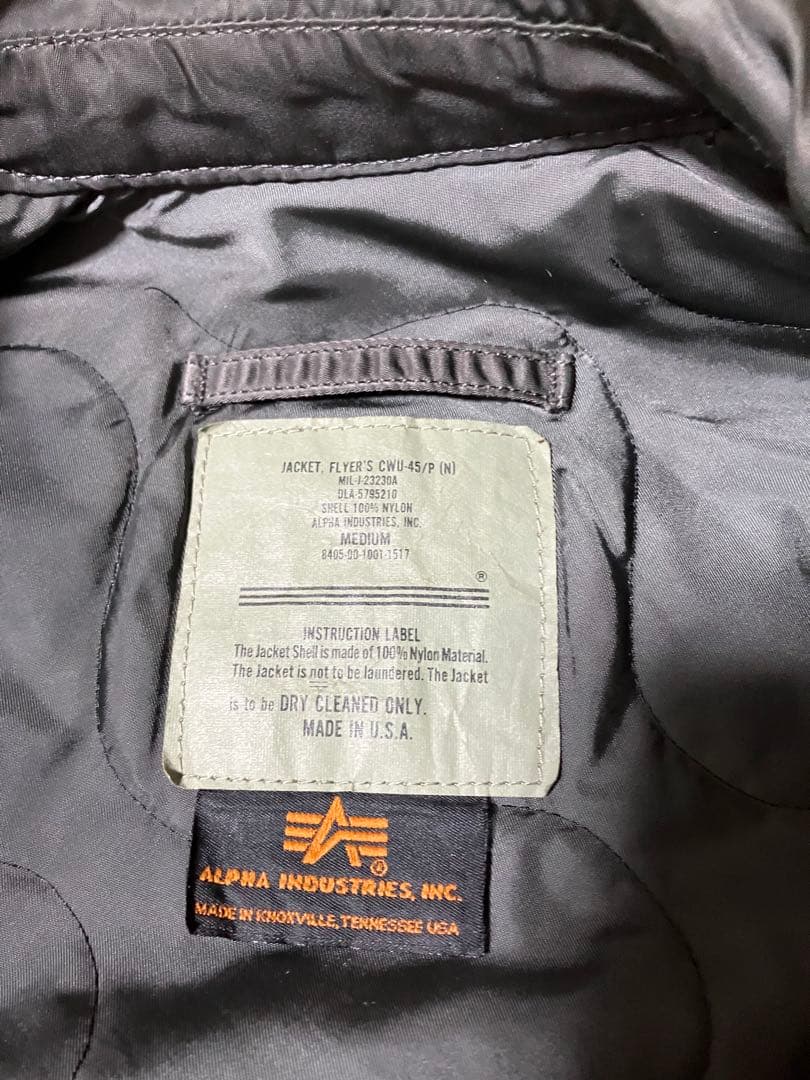 JACKET, FLYER'S CWU-45/P (N)
MIL-J-23230A
DLA-5795210
SHELL 100% NYLON
ALPHA INDUSTRIES, INC.
MEDIUM
8405-00-1001-1517
®
INSTRUCTION LABEL
The Jacket Shell is made of 100% Nylon Material.
The Jacket is not to be laundered. The Jacket
is to be DRY CLEANED ONLY.
MADE IN U.S.A.
ALPHA INDUSTRIES, INC.
MADE IN KNOXVILLE, TENNESSEE USA